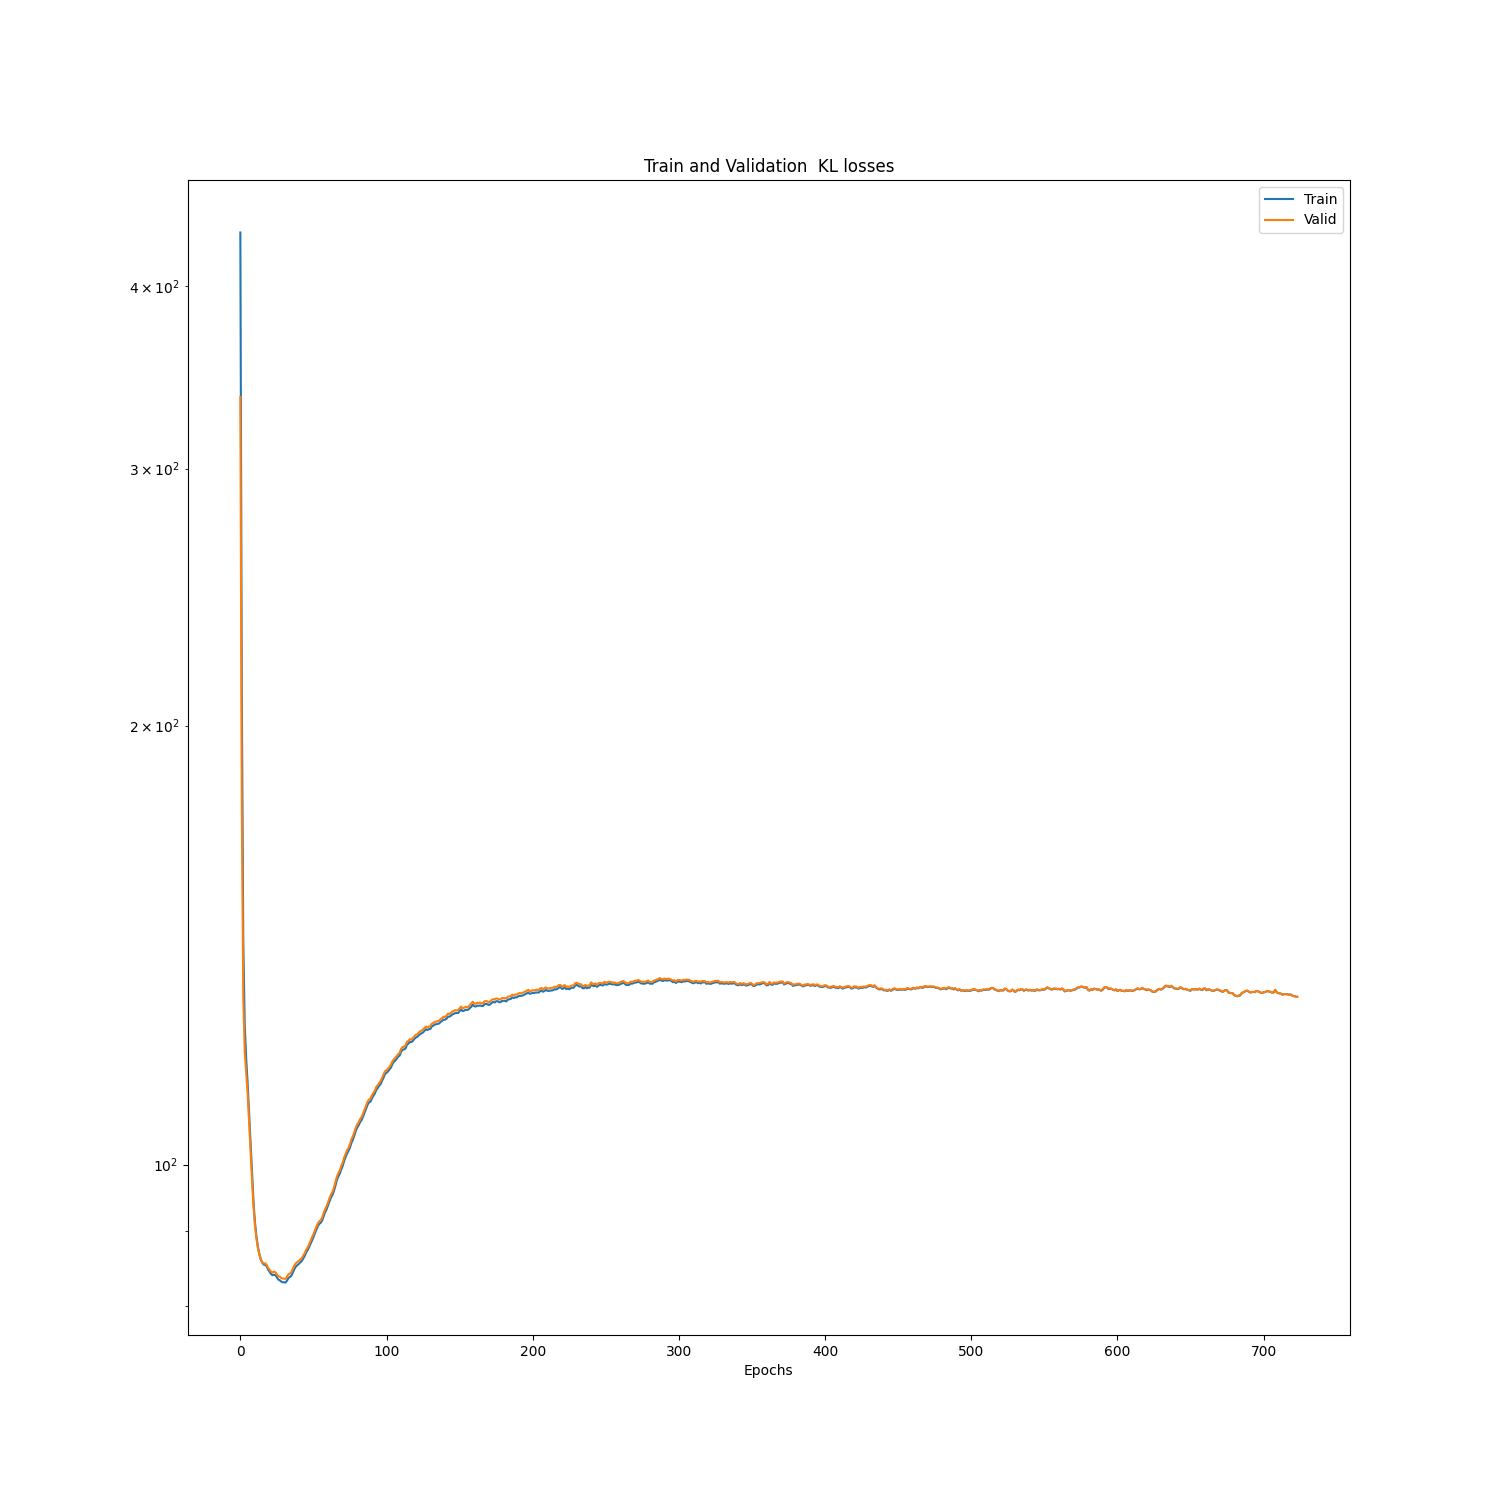 Train and Validation  KL losses
Train
Valid
4 × 10²
3 × 10²
2 × 10²
10²
0 100 200 300 400 500 600 700
Epochs